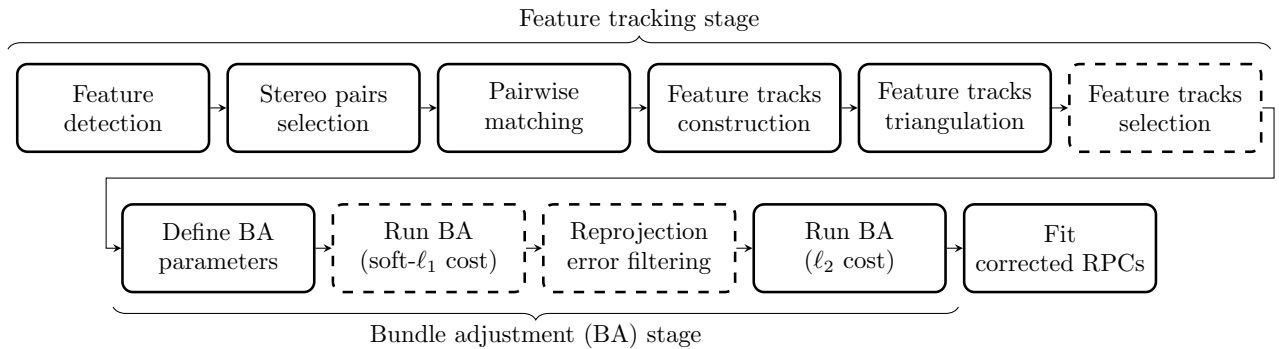 Feature tracking stage
Feature
detection
Stereo pairs
selection
Pairwise
matching
Feature tracks
construction
Feature tracks
triangulation
Feature tracks
selection
Define BA
parameters
Run BA
(soft-ℓ₁ cost)
Reprojection
error filtering
Run BA
(ℓ₂ cost)
Fit
corrected RPCs
Bundle adjustment (BA) stage